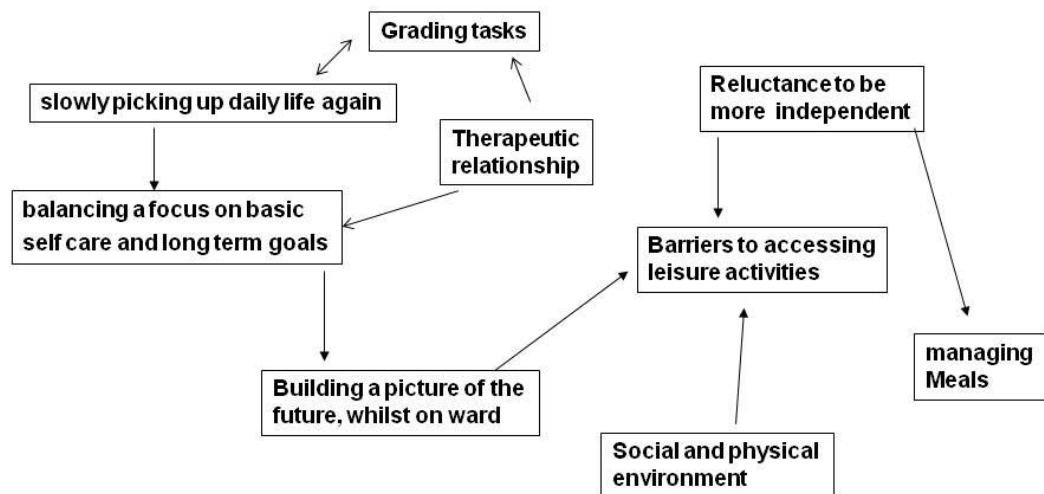 Grading tasks
slowly picking up daily life again
Therapeutic
relationship
balancing a focus on basic
self care and long term goals
Building a picture of the
future, whilst on ward
Reluctance to be
more independent
Barriers to accessing
leisure activities
managing
Meals
Social and physical
environment